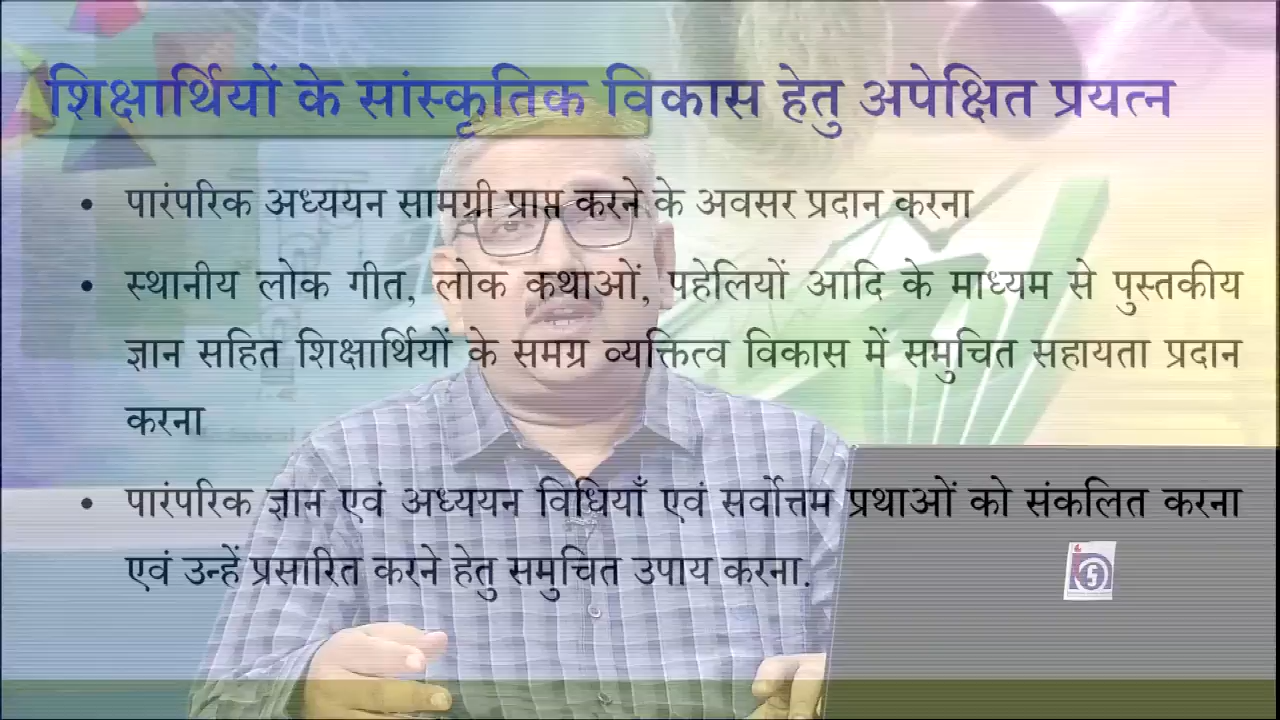 शिक्षार्थियों के सांस्कृतिक विकास हेतु अपेक्षित प्रयत्न
• पारंपरिक अध्ययन सामग्री प्राप्त करने के अवसर प्रदान करना
• स्थानीय लोक गीत, लोक कथाओं, पहेलियों आदि के माध्यम से पुस्तकीय
ज्ञान सहित शिक्षार्थियों के समग्र व्यक्तित्व विकास में समुचित सहायता प्रदान
करना
• पारंपरिक ज्ञान एवं अध्ययन विधियाँ एवं सर्वोत्तम प्रथाओं को संकलित करना
एवं उन्हें प्रसारित करने हेतु समुचित उपाय करना.